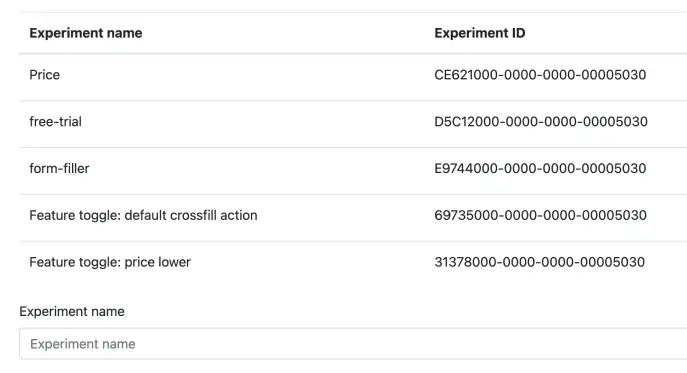 Experiment name Experiment ID
Price CE621000-0000-0000-00005030
free-trial D5C12000-0000-0000-00005030
form-filler E9744000-0000-0000-00005030
Feature toggle: default crossfill action 69735000-0000-0000-00005030
Feature toggle: price lower 31378000-0000-0000-00005030
Experiment name
Experiment name